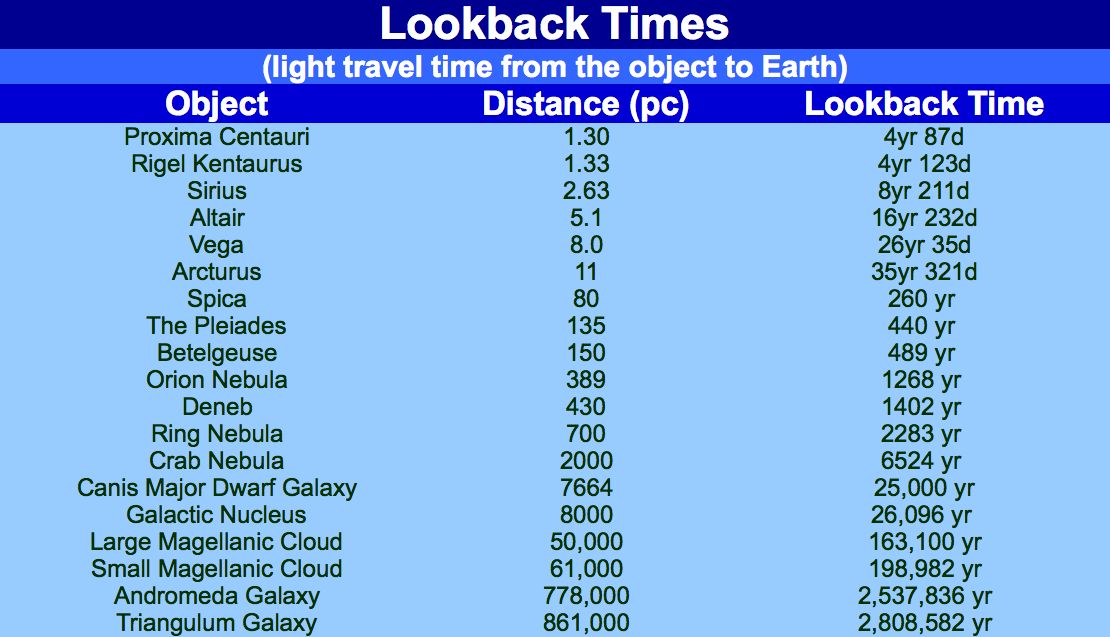 Lookback Times
(light travel time from the object to Earth)
Object Distance (pc) Lookback Time
Proxima Centauri 1.30 4yr 87d
Rigel Kentaurus 1.33 4yr 123d
Sirius 2.63 8yr 211d
Altair 5.1 16yr 232d
Vega 8.0 26yr 35d
Arcturus 11 35yr 321d
Spica 80 260 yr
The Pleiades 135 440 yr
Betelgeuse 150 489 yr
Orion Nebula 389 1268 yr
Deneb 430 1402 yr
Ring Nebula 700 2283 yr
Crab Nebula 2000 6524 yr
Canis Major Dwarf Galaxy 7664 25,000 yr
Galactic Nucleus 8000 26,096 yr
Large Magellanic Cloud 50,000 163,100 yr
Small Magellanic Cloud 61,000 198,982 yr
Andromeda Galaxy 778,000 2,537,836 yr
Triangulum Galaxy 861,000 2,808,582 yr